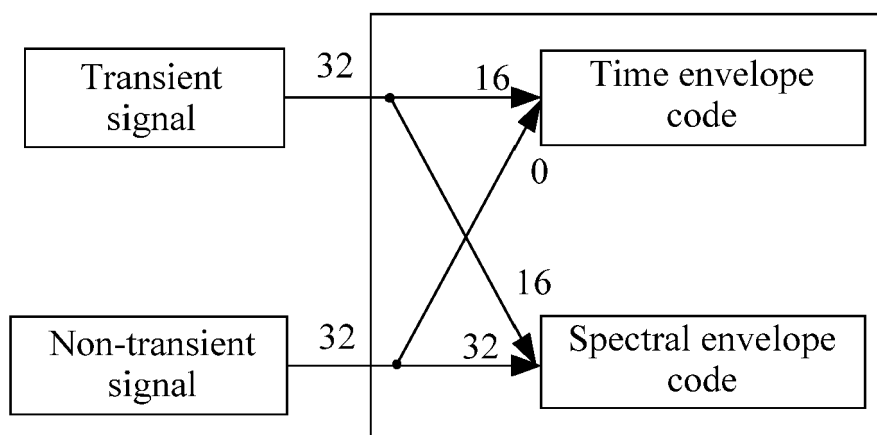 Transient
signal
32
16
Time envelope
code
0
16
Non-transient
signal
32
32
Spectral envelope
code